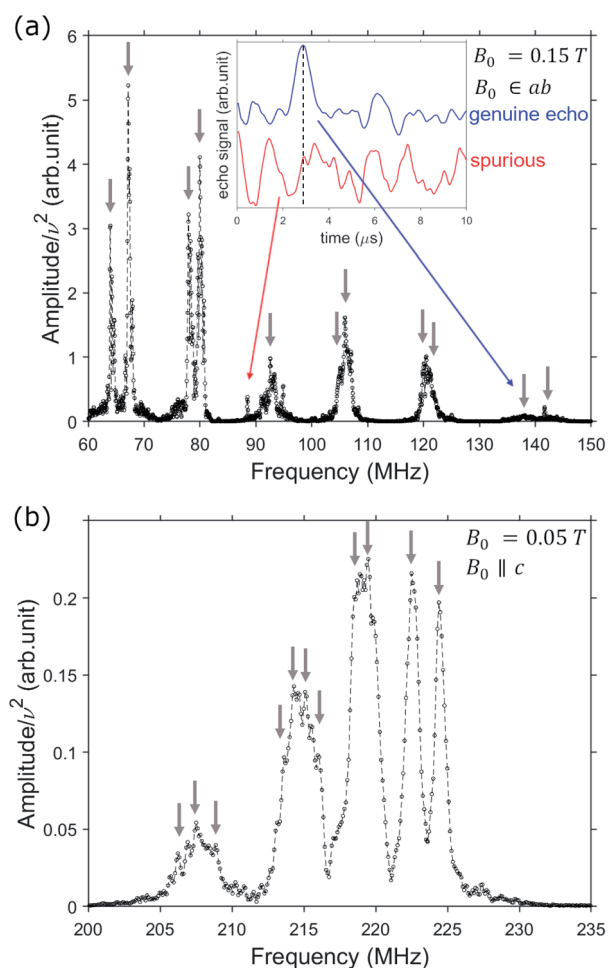 (a)
Amplitude/ν² (arb.unit)
6
5
4
3
2
1
0
60 70 80 90 100 110 120 130 140 150
Frequency (MHz)
echo signal (arb.unit)
0 2 4 6 8 10
time (μs)
B₀ = 0.15 T
B₀ ∈ ab
genuine echo
spurious
(b)
Amplitude/ν² (arb.unit)
0.2
0.15
0.1
0.05
0
200 205 210 215 220 225 230 235
Frequency (MHz)
B₀ = 0.05 T
B₀ ∥ c